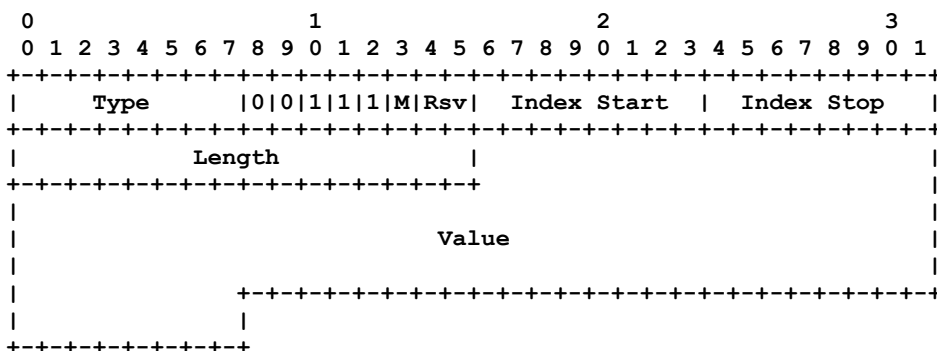 0                   1                   2                   3
 0 1 2 3 4 5 6 7 8 9 0 1 2 3 4 5 6 7 8 9 0 1 2 3 4 5 6 7 8 9 0 1
+-+-+-+-+-+-+-+-+-+-+-+-+-+-+-+-+-+-+-+-+-+-+-+-+-+-+-+-+-+-+-+-+
|     Type      |0|0|1|1|1|M|Rsv|  Index Start  |  Index Stop   |
+-+-+-+-+-+-+-+-+-+-+-+-+-+-+-+-+-+-+-+-+-+-+-+-+-+-+-+-+-+-+-+-+
|            Length             |                               |
+-+-+-+-+-+-+-+-+-+-+-+-+-+-+-+-+                               |
|                                                               |
|                             Value                             |
|                                                               |
|               +-+-+-+-+-+-+-+-+-+-+-+-+-+-+-+-+-+-+-+-+-+-+-+-+
|               |
+-+-+-+-+-+-+-+-+